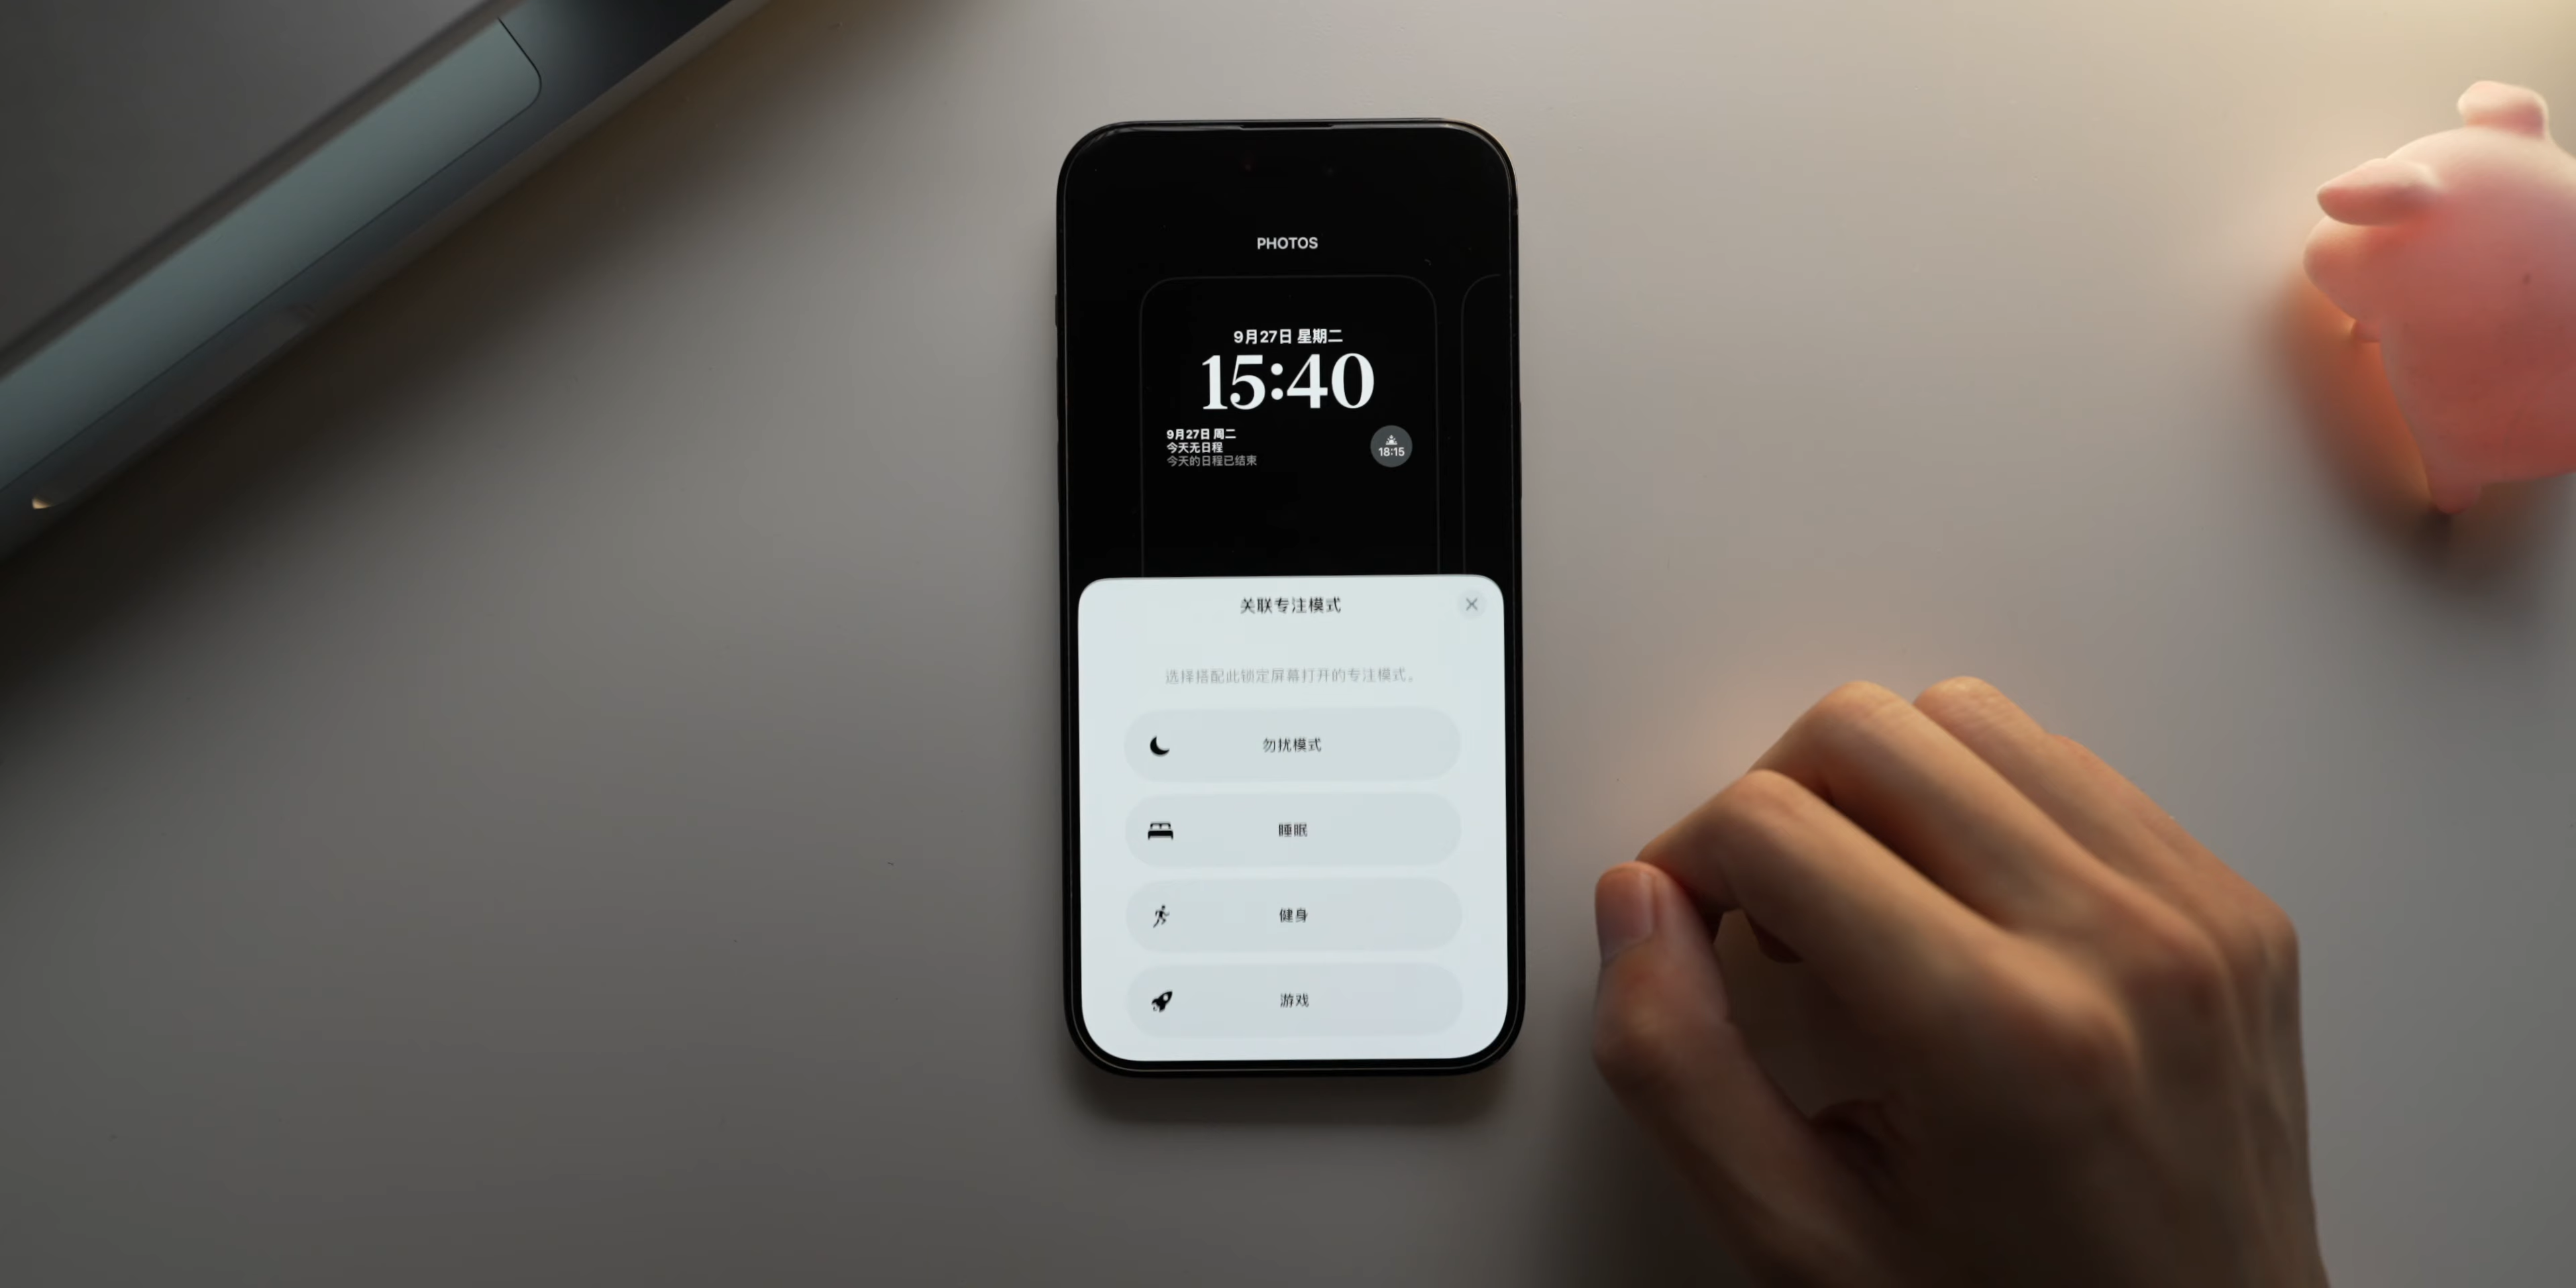 PHOTOS
9月27日 星期二
15:40
9月27日 周二
今天无日程
今天的日程已结束
18:15
关联专注模式
选择搭配此锁定屏幕打开的专注模式。
勿扰模式
睡眠
健身
游戏